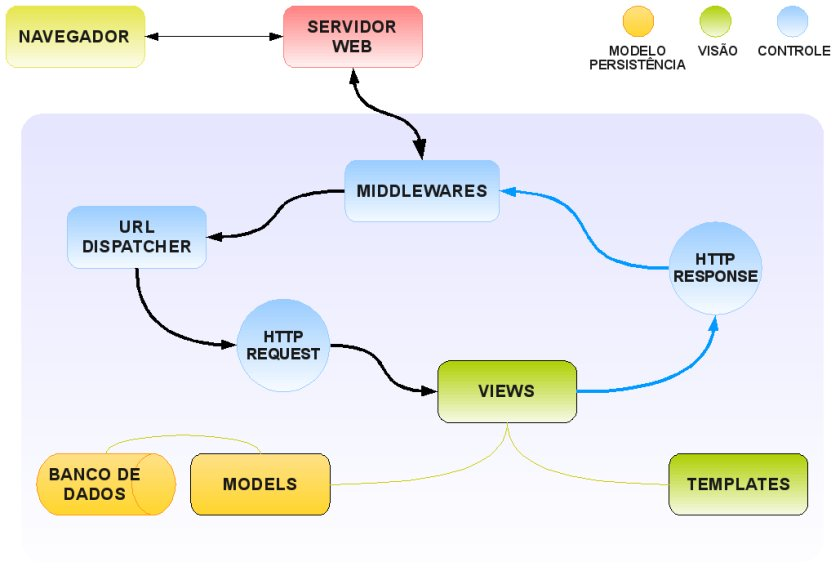 NAVEGADOR
SERVIDOR
WEB
MODELO
PERSISTÊNCIA
VISÃO
CONTROLE
MIDDLEWARES
URL
DISPATCHER
HTTP
RESPONSE
HTTP
REQUEST
VIEWS
BANCO DE
DADOS
MODELS
TEMPLATES